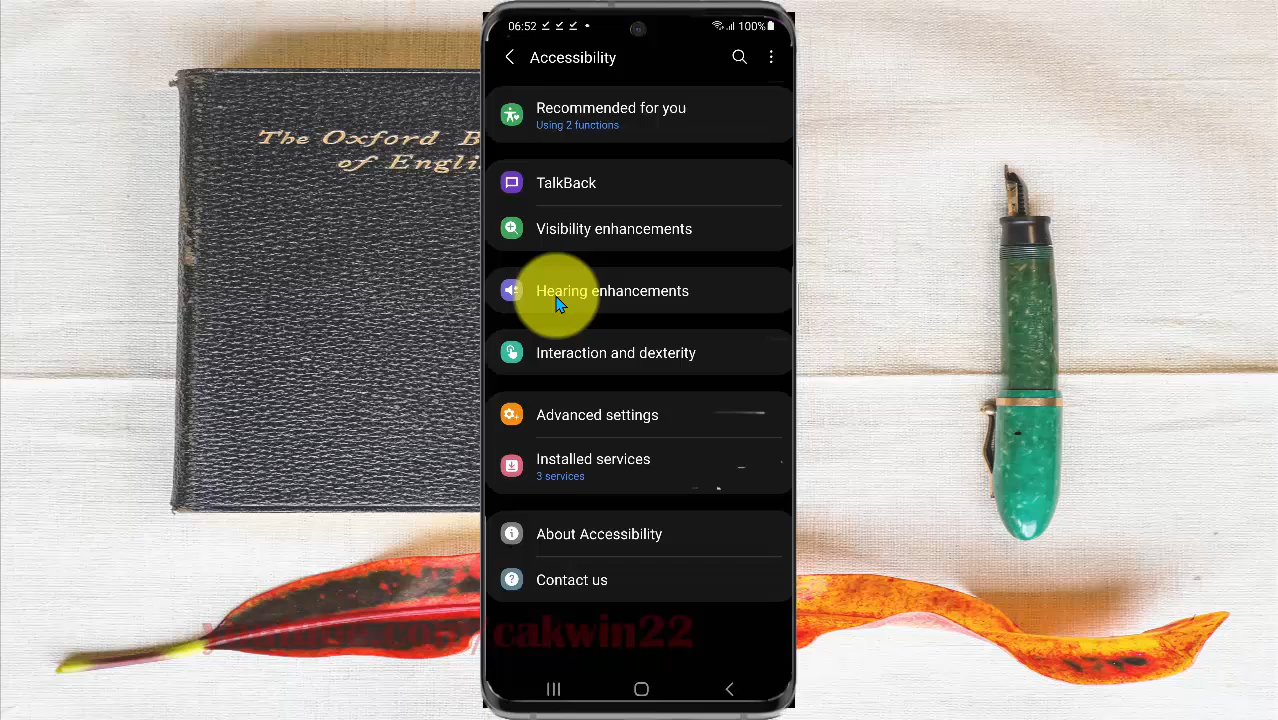 The Oxford B
of Engli
06:52
100%
Accessibility
Recommended for you
Using 2 functions
TalkBack
Visibility enhancements
Hearing enhancements
Interaction and dexterity
Advanced settings
Installed services
3 services
About Accessibility
Contact us
cakwin22